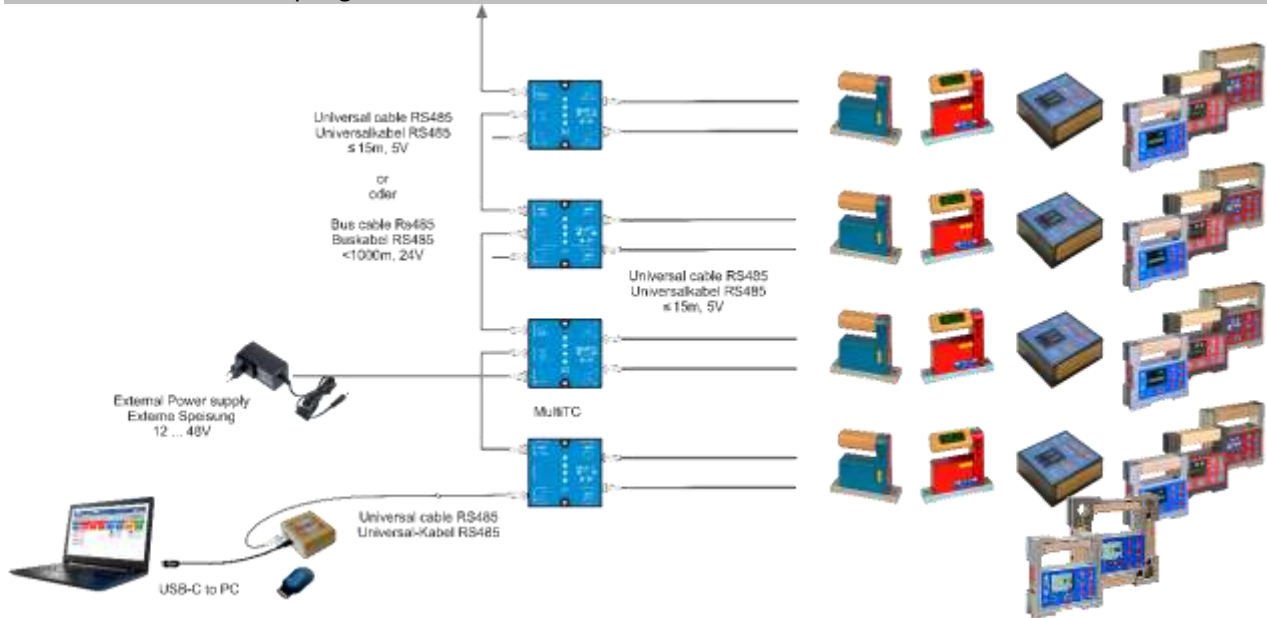 Universal cable RS485
Universalkabel RS485
≤ 15m, 5V
or
oder
Bus cable Rs485
Buskabel RS485
<1000m, 24V
Universal cable RS485
Universalkabel RS485
≤ 15m, 5V
External Power supply
Externe Speisung
12 ... 48V
MultiTC
Universal cable RS485
Universal-Kabel RS485
USB-C to PC